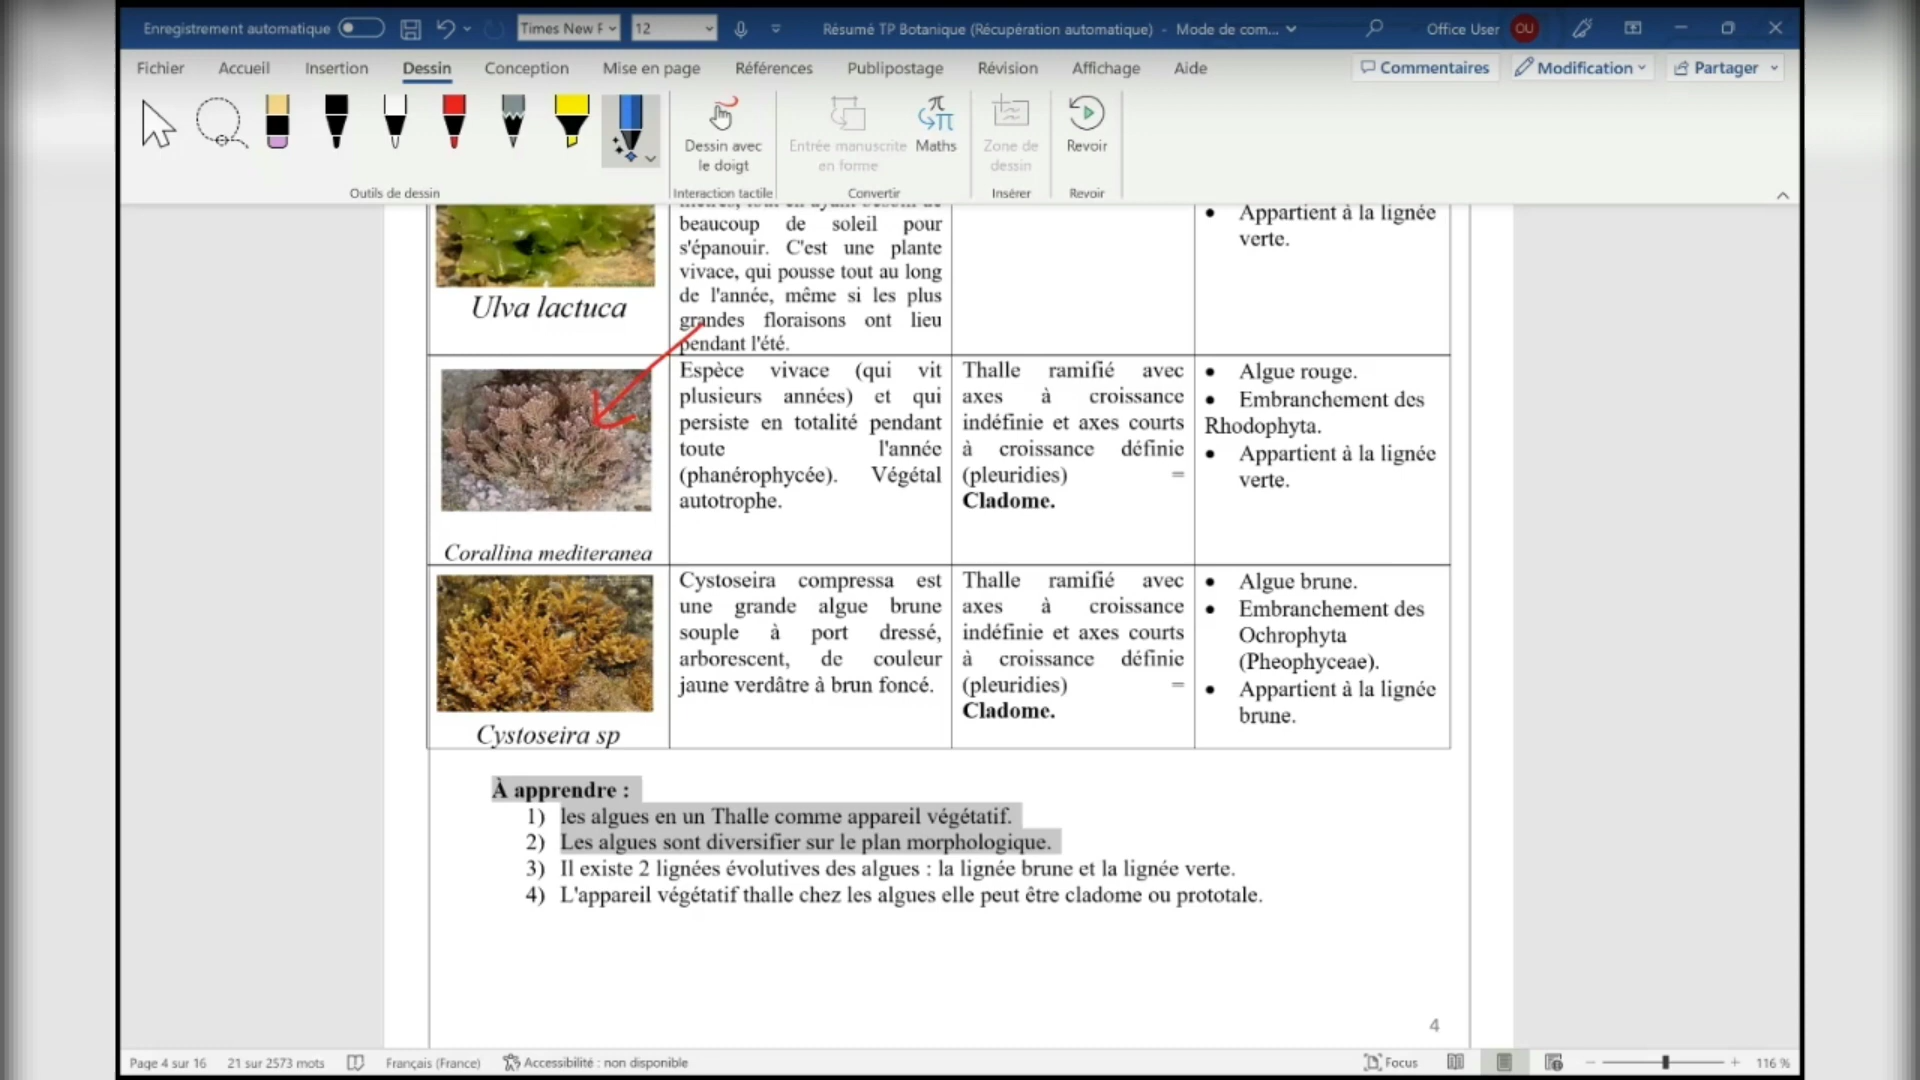 Enregistrement automatique
Times New F
12
Résumé TP Botanique (Récupération automatique) - Mode de com...
Office User
OU
Fichier
Accueil
Insertion
Dessin
Conception
Mise en page
Références
Publipostage
Révision
Affichage
Aide
Commentaires
Modification
Partager
Dessin avec
le doigt
Entrée manuscrite
en forme
Maths
Zone de
dessin
Revoir
Outils de dessin
Interaction tactile
Convertir
Insérer
Revoir
beaucoup de soleil pour
s'épanouir. C'est une plante
vivace, qui pousse tout au long
de l'année, même si les plus
grandes floraisons ont lieu
pendant l'été.
Appartient à la lignée
verte.
Ulva lactuca
Espèce vivace (qui vit
plusieurs années) et qui
persiste en totalité pendant
toute l'année
(phanérophycée). Végétal
autotrophe.
Thalle ramifié avec
axes à croissance
indéfinie et axes courts
à croissance définie
(pleuridies) =
Cladome.
• Algue rouge.
• Embranchement des
Rhodophyta.
• Appartient à la lignée
verte.
Corallina mediteranea
Cystoseira compressa est
une grande algue brune
souple à port dressé,
arborescent, de couleur
jaune verdâtre à brun foncé.
Thalle ramifié avec
axes à croissance
indéfinie et axes courts
à croissance définie
(pleuridies) =
Cladome.
• Algue brune.
• Embranchement des
Ochrophyta
(Pheophyceae).
• Appartient à la lignée
brune.
Cystoseira sp
À apprendre :
1) les algues en un Thalle comme appareil végétatif.
2) Les algues sont diversifier sur le plan morphologique.
3) Il existe 2 lignées évolutives des algues : la lignée brune et la lignée verte.
4) L'appareil végétatif thalle chez les algues elle peut être cladome ou prototale.
4
Page 4 sur 16
21 sur 2573 mots
Français (France)
Accessibilité : non disponible
Focus
116 %